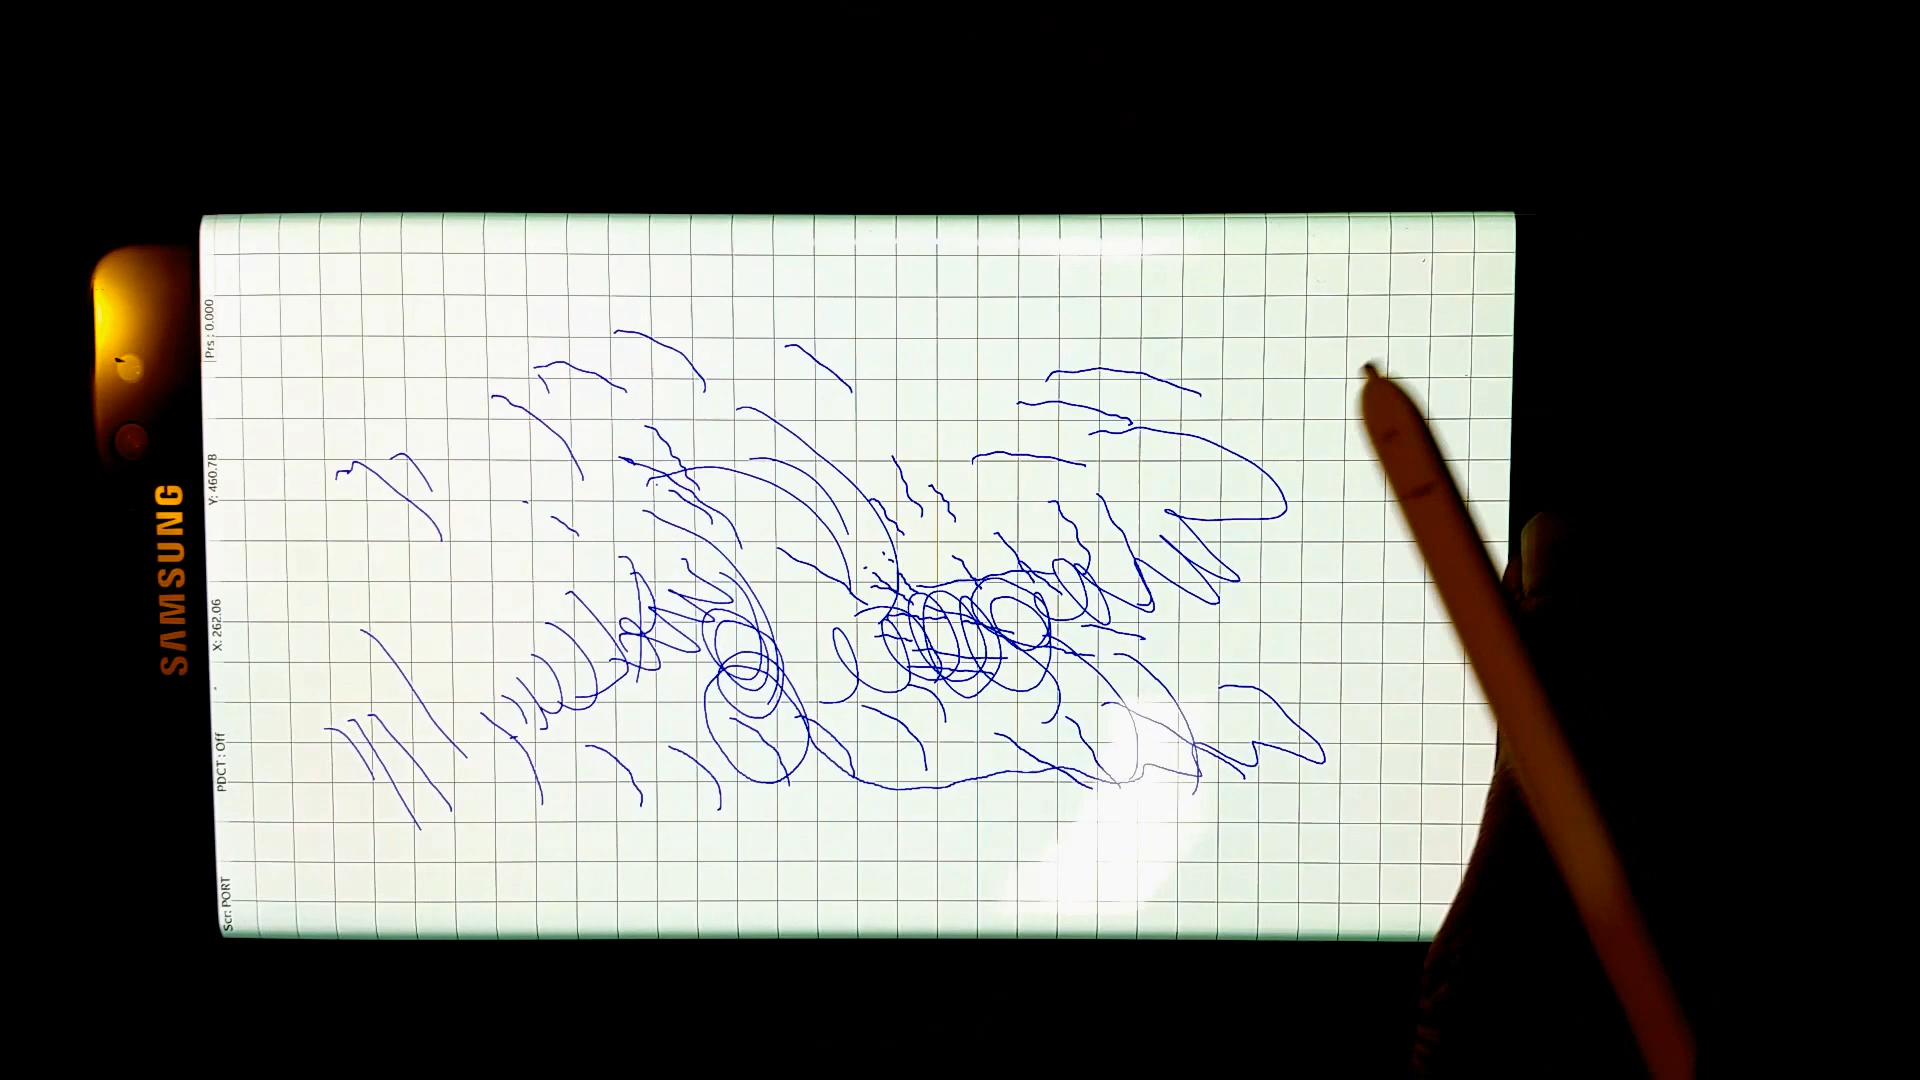 SAMSUNG
Scr: PORT
PDCT : Off
X: 262.06
Y: 460.78
Prs : 0.000